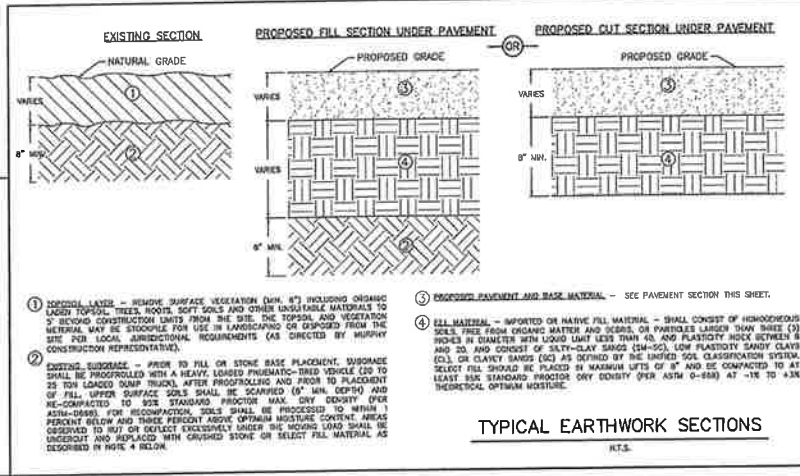 EXISTING SECTION
NATURAL GRADE
VARIES
8" MIN.
1
2
PROPOSED FILL SECTION UNDER PAVEMENT
PROPOSED GRADE
VARIES
VARIES
8" MIN.
3
4
2
OR
PROPOSED CUT SECTION UNDER PAVEMENT
PROPOSED GRADE
VARIES
8" MIN.
3
4
1 TOPSOIL LAYER - REMOVE SURFACE VEGETATION (MIN. 6") INCLUDING ORGANIC
LADEN TOPSOIL, TREES, ROOTS, SOFT SOILS AND OTHER UNSUITABLE MATERIALS TO
5' BEYOND CONSTRUCTION LIMITS FROM THE SITE. THE TOPSOIL AND VEGETATION
METERIAL MAY BE STOCKPILE FOR USE IN LANDSCAPING OR DISPOSED FROM THE
SITE PER LOCAL JURISDICTIONAL REQUIREMENTS (AS DIRECTED BY MURPHY
CONSTRUCTION REPRESENTATIVE).
2 EXISTING SUBGRADE - PRIOR TO FILL OR STONE BASE PLACEMENT, SUBGRADE
SHALL BE PROOFROLLED WITH A HEAVY, LOADED PNUEMATIC-TIRED VEHICLE (20 TO
25 TON LOADED DUMP TRUCK), AFTER PROOFROLLING AND PRIOR TO PLACEMENT
OF FILL, UPPER SURFACE SOILS SHALL BE SCARIFIED (8" MIN. DEPTH) AND
RE-COMPACTED TO 95% STANDARD PROCTOR MAX. DRY DENSITY (PER
ASTM-D698). FOR RECOMPACTION, SOILS SHALL BE PROCESSED TO WITHIN 1
PERCENT BELOW AND THREE PERCENT ABOVE OPTIMUM MOISTURE CONTENT. AREAS
OBSERVED TO RUT OR DEFLECT EXCESSIVELY UNDER THE MOVING LOAD SHALL BE
UNDERCUT AND REPLACED WITH CRUSHED STONE OR SELECT FILL MATERIAL AS
DESCRIBED IN NOTE 4 BELOW.
3 PROPOSED PAVEMENT AND BASE MATERIAL - SEE PAVEMENT SECTION THIS SHEET.
4 FILL MATERIAL - IMPORTED OR NATIVE FILL MATERIAL - SHALL CONSIST OF HOMOGENEOUS
SOILS, FREE FROM ORGANIC MATTER AND DEBRIS, OR PARTICLES LARGER THAN THREE (3)
INCHES IN DIAMETER WITH LIQUID LIMIT LESS THAN 40, AND PLASTICITY INDEX BETWEEN
AND 20, AND CONSIST OF SILTY-CLAY SANDS (SM-SC), LOW PLASTICITY SANDY CLAYS
(CL), OR CLAYEY SANDS (SC) AS DEFINED BY THE UNIFIED SOIL CLASSIFICATION SYSTEM.
SELECT FILL SHOULD BE PLACED IN MAXIMUM LIFTS OF 8" AND BE COMPACTED TO AT
LEAST 95% STANDARD PROCTOR DRY DENSITY (PER ASTM D-698) AT -1% TO +3%
THEORETICAL OPTIMUM MOISTURE.
TYPICAL EARTHWORK SECTIONS
N.T.S.